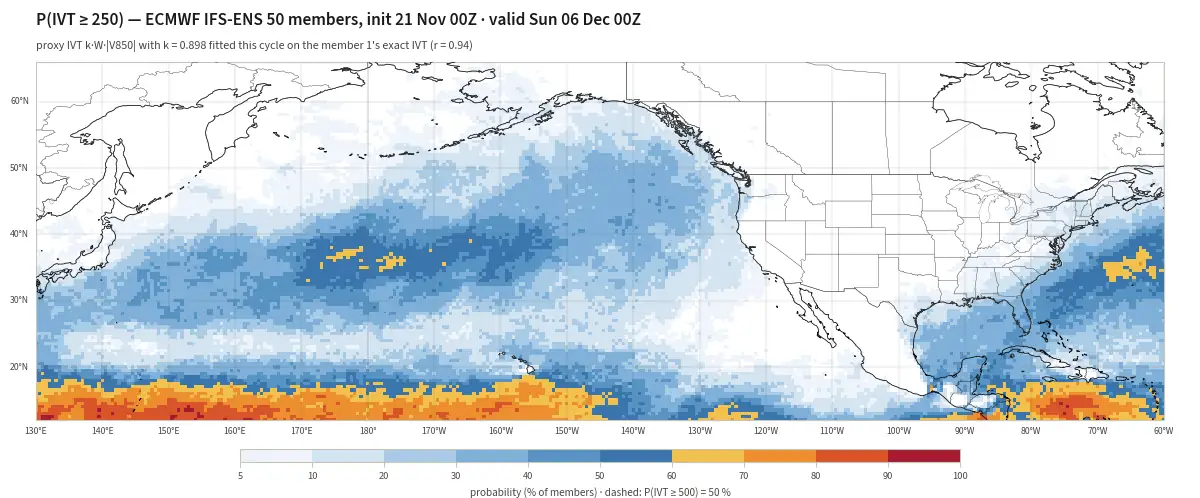 P(IVT ≥ 250) — ECMWF IFS-ENS 50 members, init 21 Nov 00Z · valid Sun 06 Dec 00Z
proxy IVT k·W·|V850| with k = 0.898 fitted this cycle on the member 1's exact IVT (r = 0.94)
60°N
50°N
40°N
30°N
20°N
130°E 140°E 150°E 160°E 170°E 180° 170°W 160°W 150°W 140°W 130°W 120°W 110°W 100°W 90°W 80°W 70°W 60°W
5 10 20 30 40 50 60 70 80 90 100
probability (% of members) · dashed: P(IVT ≥ 500) = 50 %